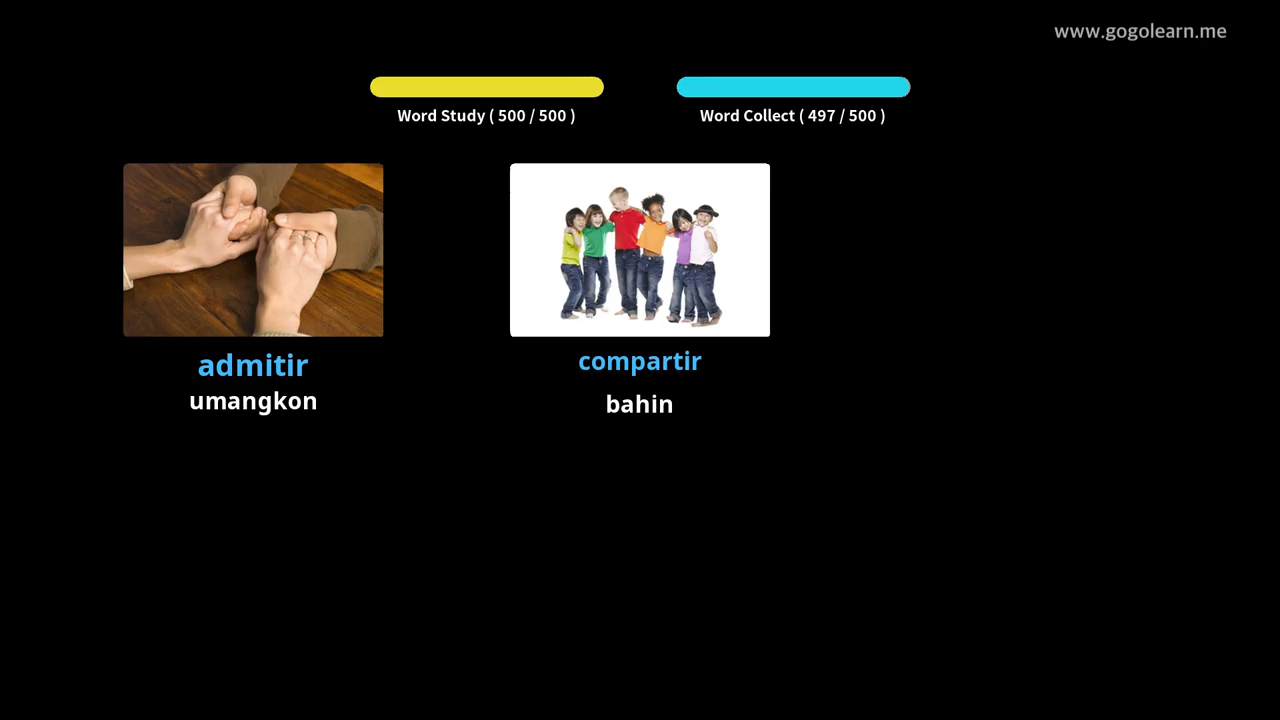 www.gogolearn.me
Word Study ( 500 / 500 )
Word Collect ( 497 / 500 )
admitir
umangkon
compartir
bahin